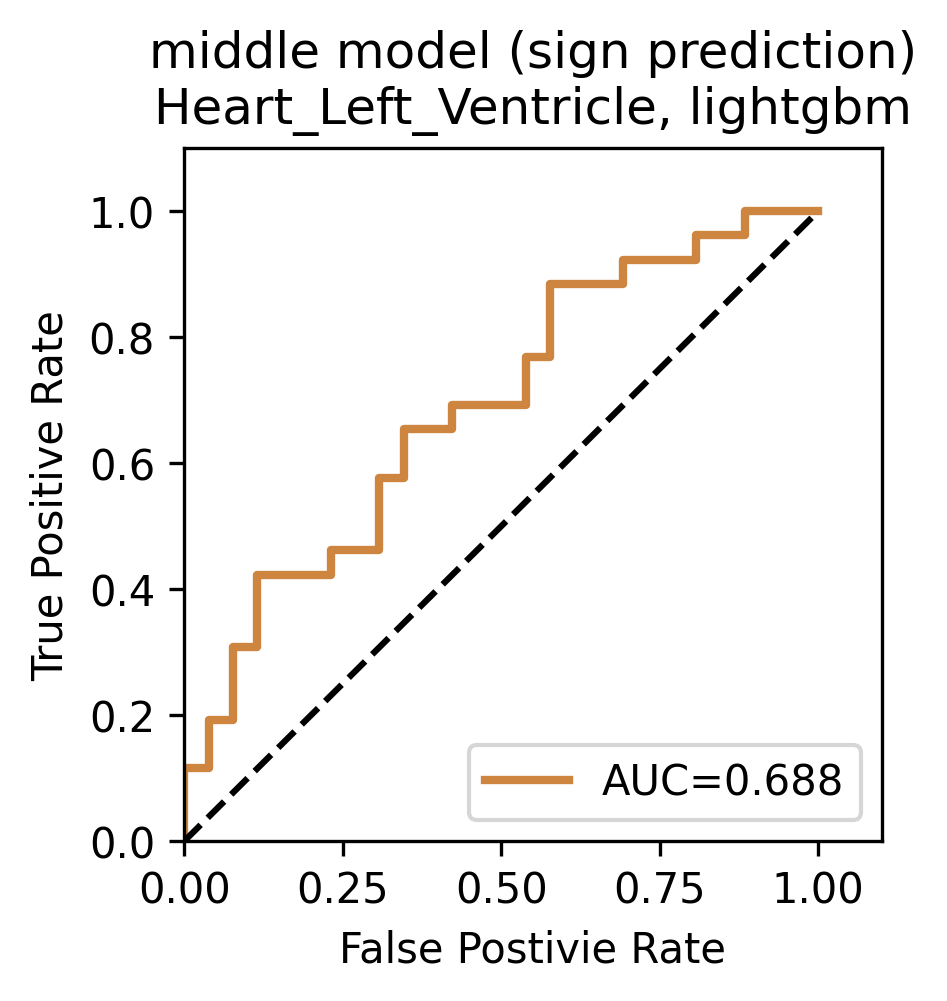 middle model (sign prediction)
Heart_Left_Ventricle, lightgbm
True Positive Rate
1.0
0.8
0.6
0.4
0.2
0.0
AUC=0.688
0.00 0.25 0.50 0.75 1.00
False Postivie Rate